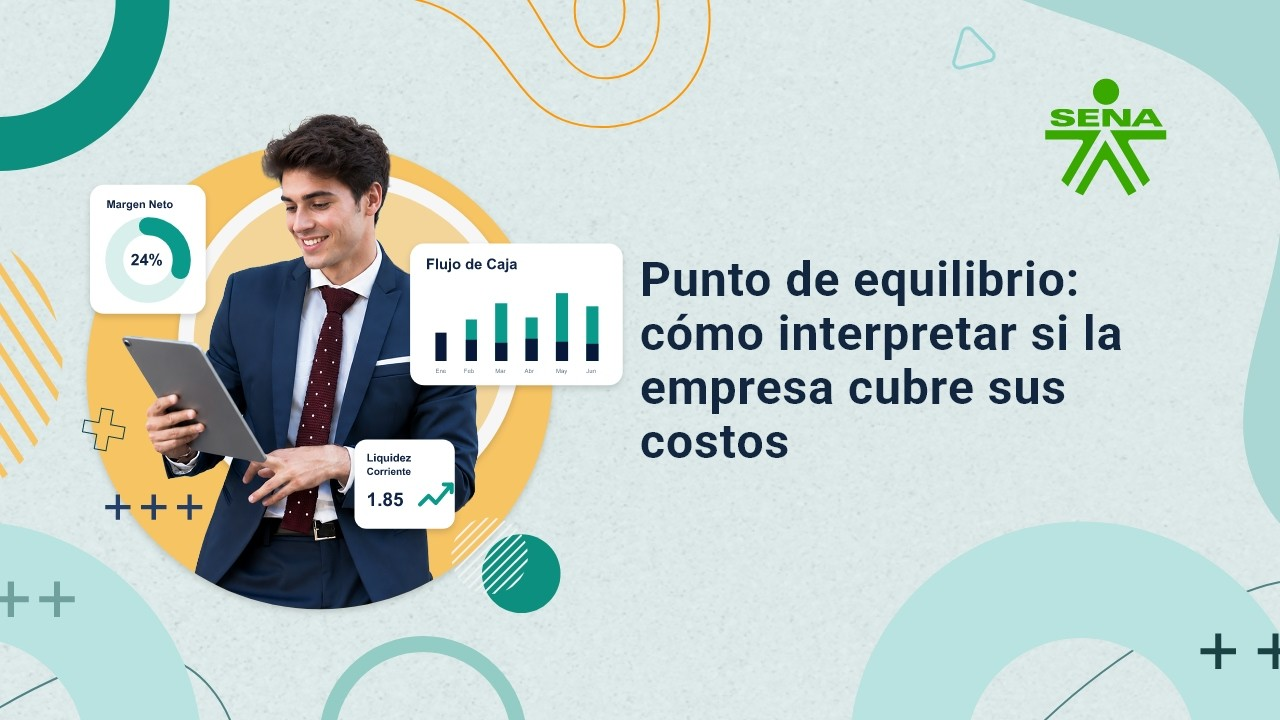 SENA
Margen Neto
24%
Flujo de Caja
Ene Feb Mar Abr May Jun
Liquidez
Corriente
1.85
Punto de equilibrio:
cómo interpretar si la
empresa cubre sus
costos